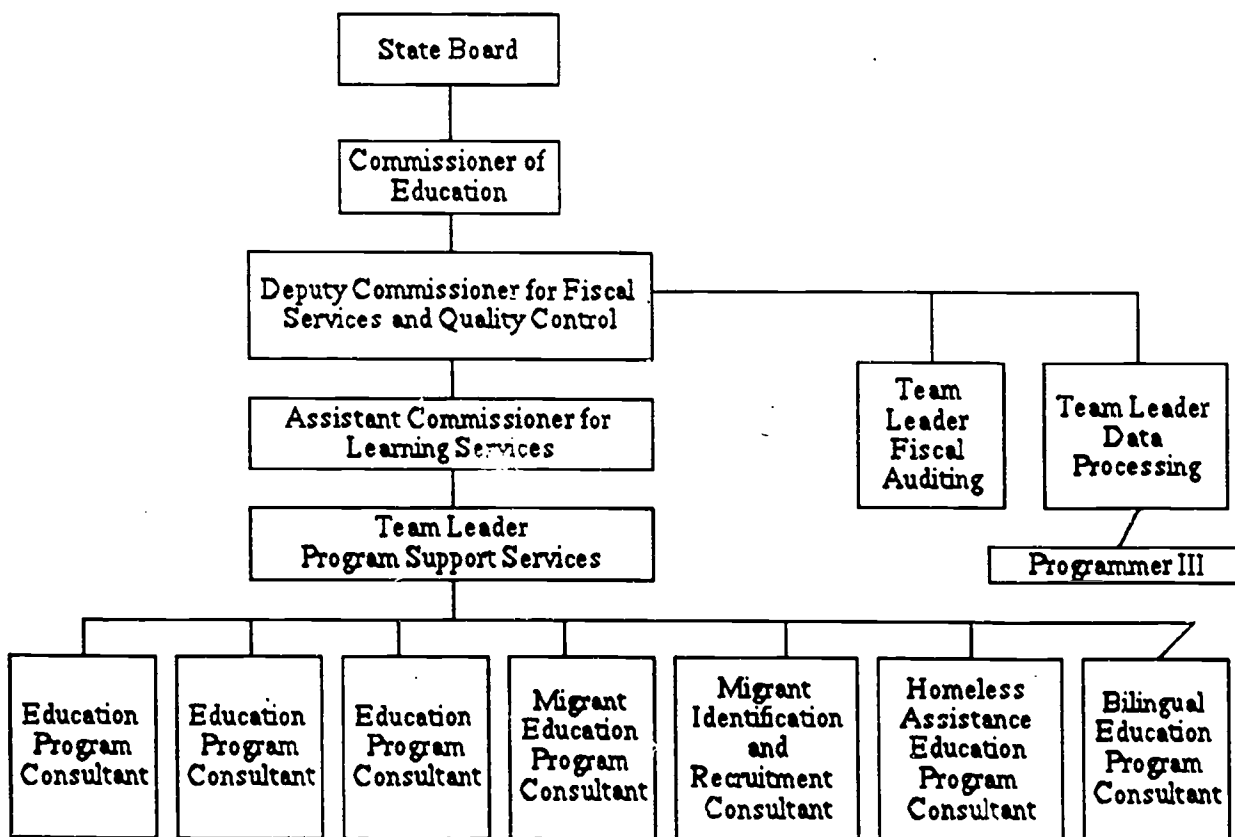 State Board
Commissioner of
Education
Deputy Commissioner for Fiscal
Services and Quality Control
Assistant Commissioner for
Learning Services
Team Leader
Program Support Services
Team
Leader
Fiscal
Auditing
Team Leader
Data
Processing
Programmer III
Education
Program
Consultant
Education
Program
Consultant
Education
Program
Consultant
Migrant
Education
Program
Consultant
Migrant
Identification
and
Recruitment
Consultant
Homeless
Assistance
Education
Program
Consultant
Bilingual
Education
Program
Consultant